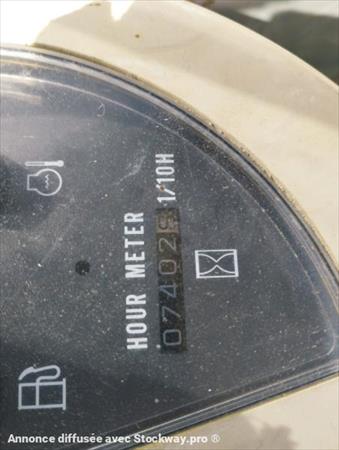 HOUR METER
1/10H
07402
Annonce diffusée avec Stockway.pro ®